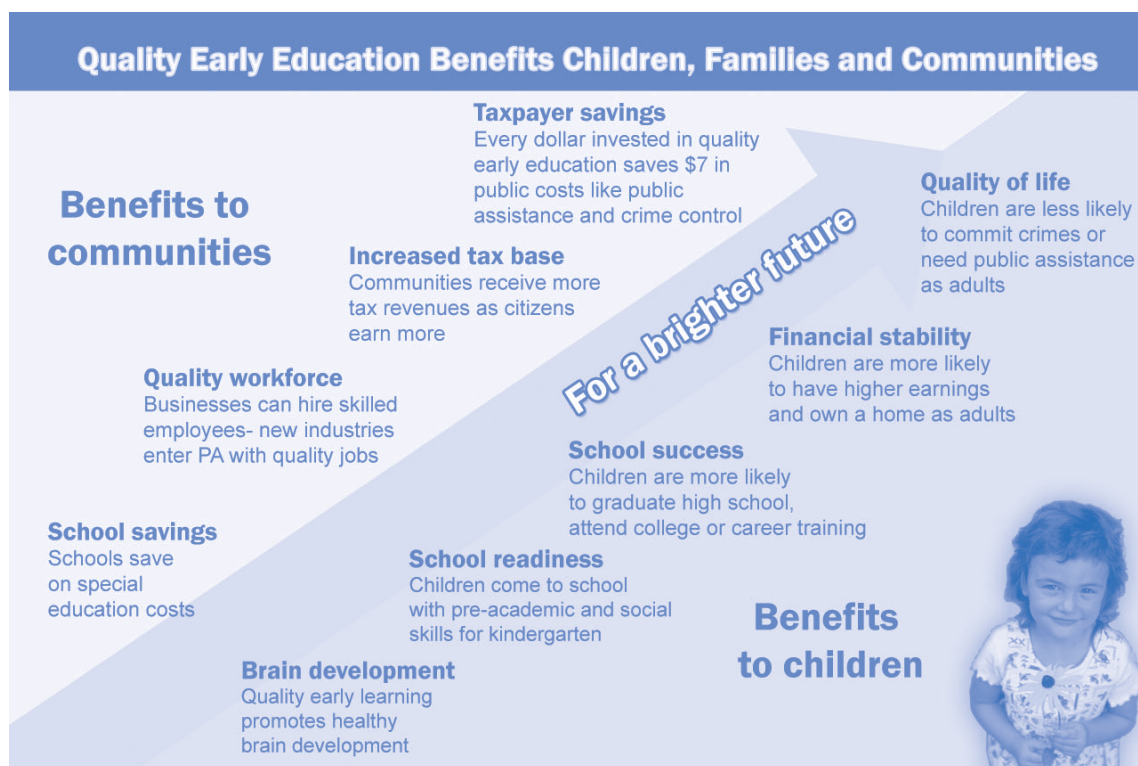 Quality Early Education Benefits Children, Families and Communities
Benefits to
communities
Taxpayer savings
Every dollar invested in quality
early education saves $7 in
public costs like public
assistance and crime control
Increased tax base
Communities receive more
tax revenues as citizens
earn more
Quality workforce
Businesses can hire skilled
employees- new industries
enter PA with quality jobs
School savings
Schools save
on special
education costs
For a brighter future
Quality of life
Children are less likely
to commit crimes or
need public assistance
as adults
Financial stability
Children are more likely
to have higher earnings
and own a home as adults
School success
Children are more likely
to graduate high school,
attend college or career training
School readiness
Children come to school
with pre-academic and social
skills for kindergarten
Brain development
Quality early learning
promotes healthy
brain development
Benefits
to children